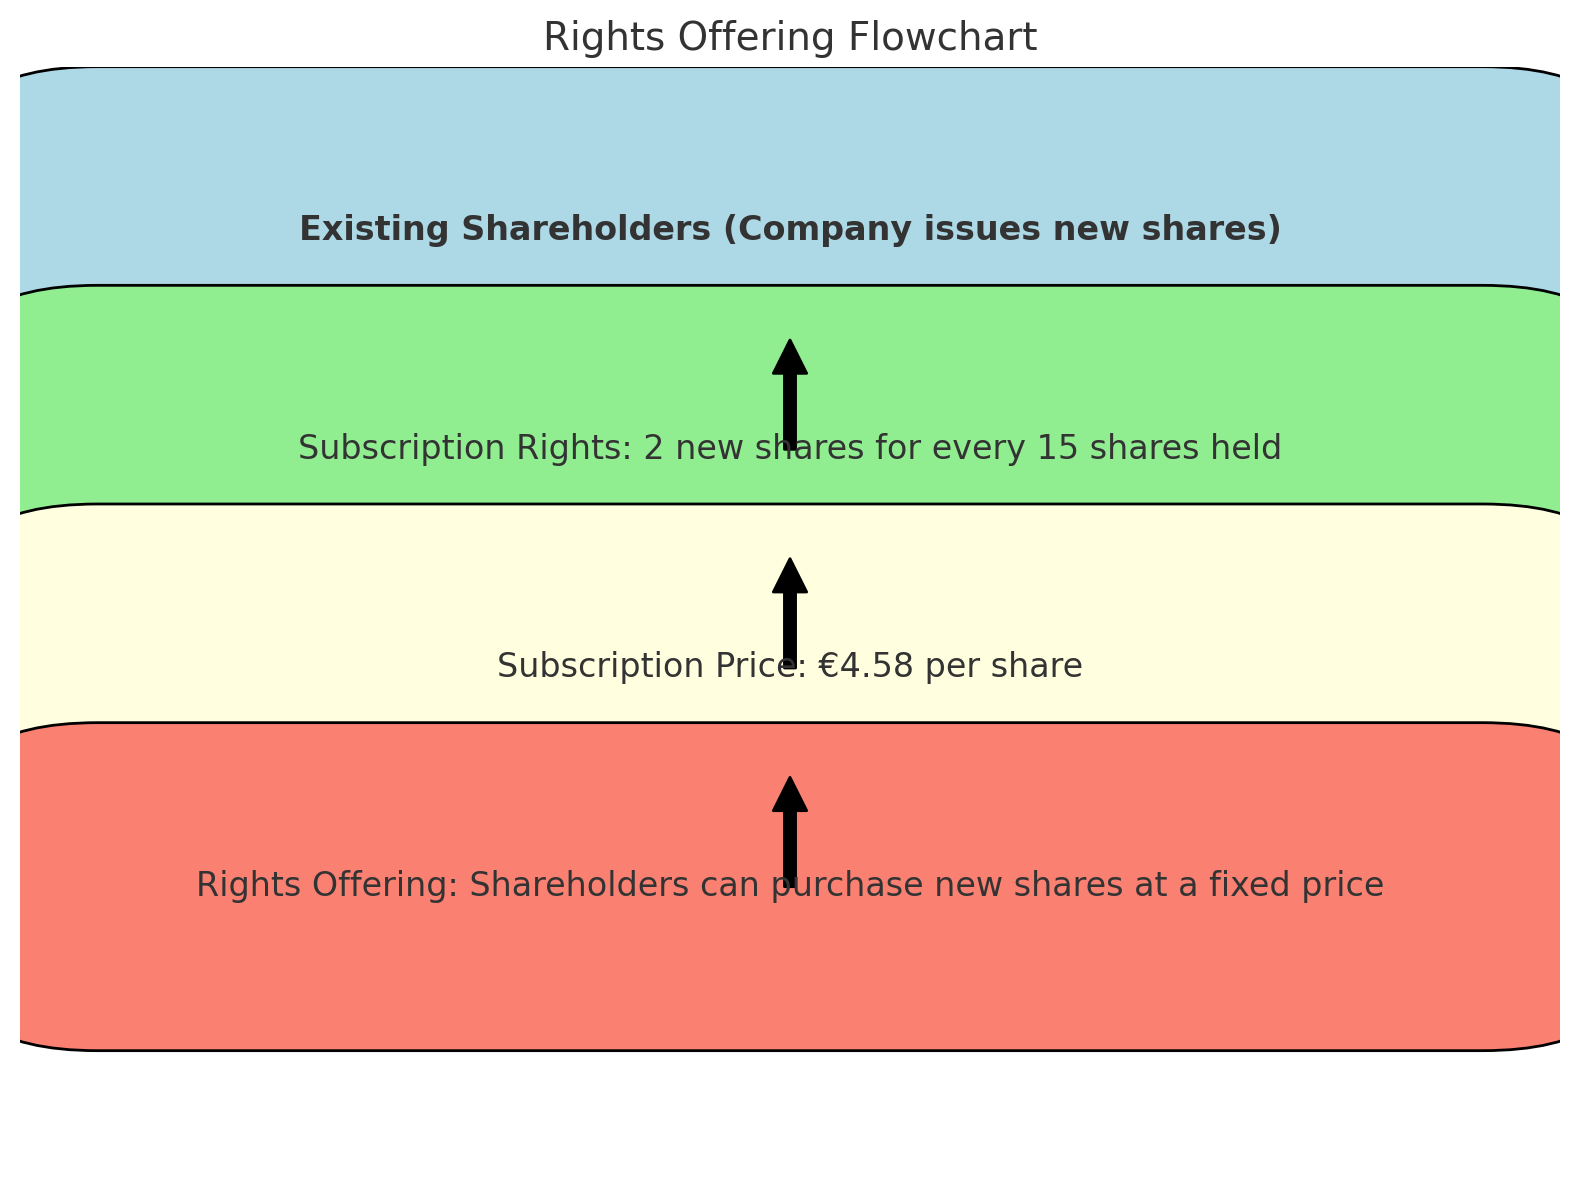 Rights Offering Flowchart
Existing Shareholders (Company issues new shares)
Subscription Rights: 2 new shares for every 15 shares held
Subscription Price: €4.58 per share
Rights Offering: Shareholders can purchase new shares at a fixed price